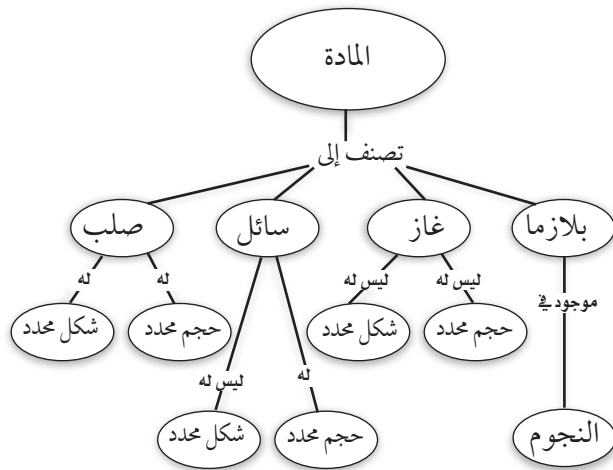 المادة
تصنف إلى
بلازما
غاز
سائل
صلب
موجود في
ليس له
ليس له
له
له
حجم محدد
شكل محدد
حجم محدد
شكل محدد
له
ليس له
النجوم
حجم محدد
شكل محدد